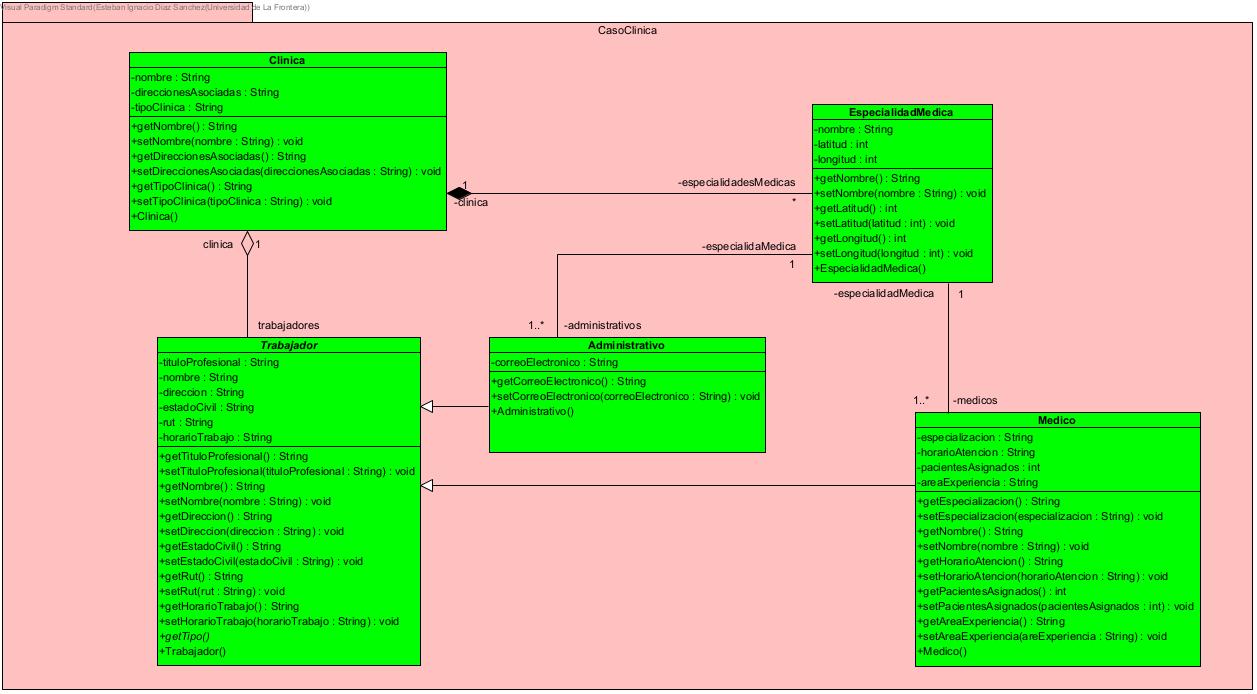 Visual Paradigm Standard(Esteban Ignacio Diaz Sanchez(Universidad de La Frontera))
CasoClinica
Clinica
-nombre : String
-direccionesAsociadas : String
-tipoClinica : String
+getNombre() : String
+setNombre(nombre : String) : void
+getDireccionesAsociadas() : String
+setDireccionesAsociadas(direccionesAsociadas : String) : void
+getTipoClinica() : String
+setTipoClinica(tipoClinica : String) : void
+Clinica()
EspecialidadMedica
-nombre : String
-latitud : int
-longitud : int
+getNombre() : String
+setNombre(nombre : String) : void
+getLatitud() : int
+setLatitud(latitud : int) : void
+getLongitud() : int
+setLongitud(longitud : int) : void
+EspecialidadMedica()
1
-clinica
-especialidadesMedicas
*
-especialidaMedica
1
clinica
1
trabajadores
1..*
-administrativos
-especialidadMedica
1
1..*
-medicos
Trabajador
-tituloProfesional : String
-nombre : String
-direccion : String
-estadoCivil : String
-rut : String
-horarioTrabajo : String
+getTituloProfesional() : String
+setTituloProfesional(tituloProfesional : String) : void
+getNombre() : String
+setNombre(nombre : String) : void
+getDireccion() : String
+setDireccion(direccion : String) : void
+getEstadoCivil() : String
+setEstadoCivil(estadoCivil : String) : void
+getRut() : String
+setRut(rut : String) : void
+getHorarioTrabajo() : String
+setHorarioTrabajo(horarioTrabajo : String) : void
+getTipo()
+Trabajador()
Administrativo
-correoElectronico : String
+getCorreoElectronico() : String
+setCorreoElectronico(correoElectronico : String) : void
+Administrativo()
Medico
-especializacion : String
-horarioAtencion : String
-pacientesAsignados : int
-areaExperiencia : String
+getEspecializacion() : String
+setEspecializacion(especializacion : String) : void
+getNombre() : String
+setNombre(nombre : String) : void
+getHorarioAtencion() : String
+setHorarioAtencion(horarioAtencion : String) : void
+getPacientesAsignados() : int
+setPacientesAsignados(pacientesAsignados : int) : void
+getAreaExperiencia() : String
+setAreaExperiencia(areExperiencia : String) : void
+Medico()